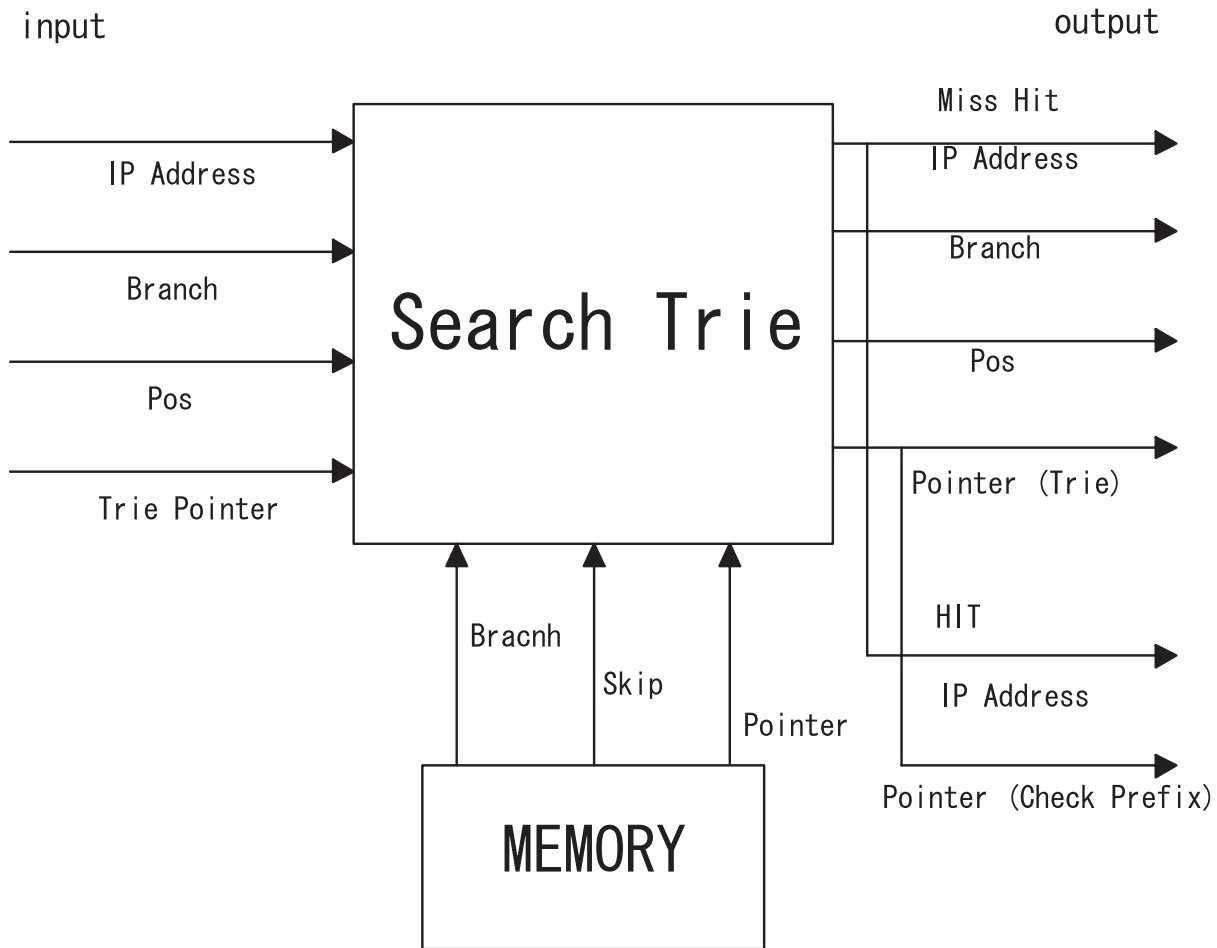 input
output
Miss Hit
IP Address
IP Address
Branch
Branch
Search Trie
Pos
Pos
Pointer (Trie)
Trie Pointer
HIT
Bracnh
Skip
IP Address
Pointer
Pointer (Check Prefix)
MEMORY